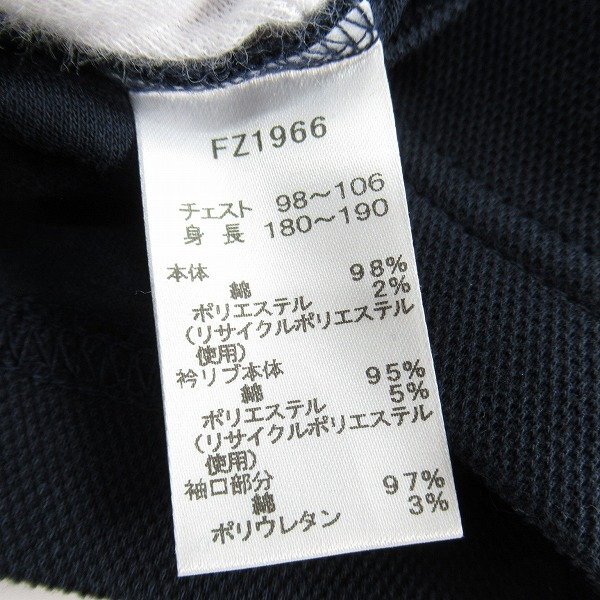 FZ1966
チェスト 98～106
身長 180～190
本体
綿 98%
ポリエステル 2%
(リサイクルポリエステル
使用)
衿リブ本体
綿 95%
ポリエステル 5%
(リサイクルポリエステル
使用)
袖口部分
綿 97%
ポリウレタン 3%